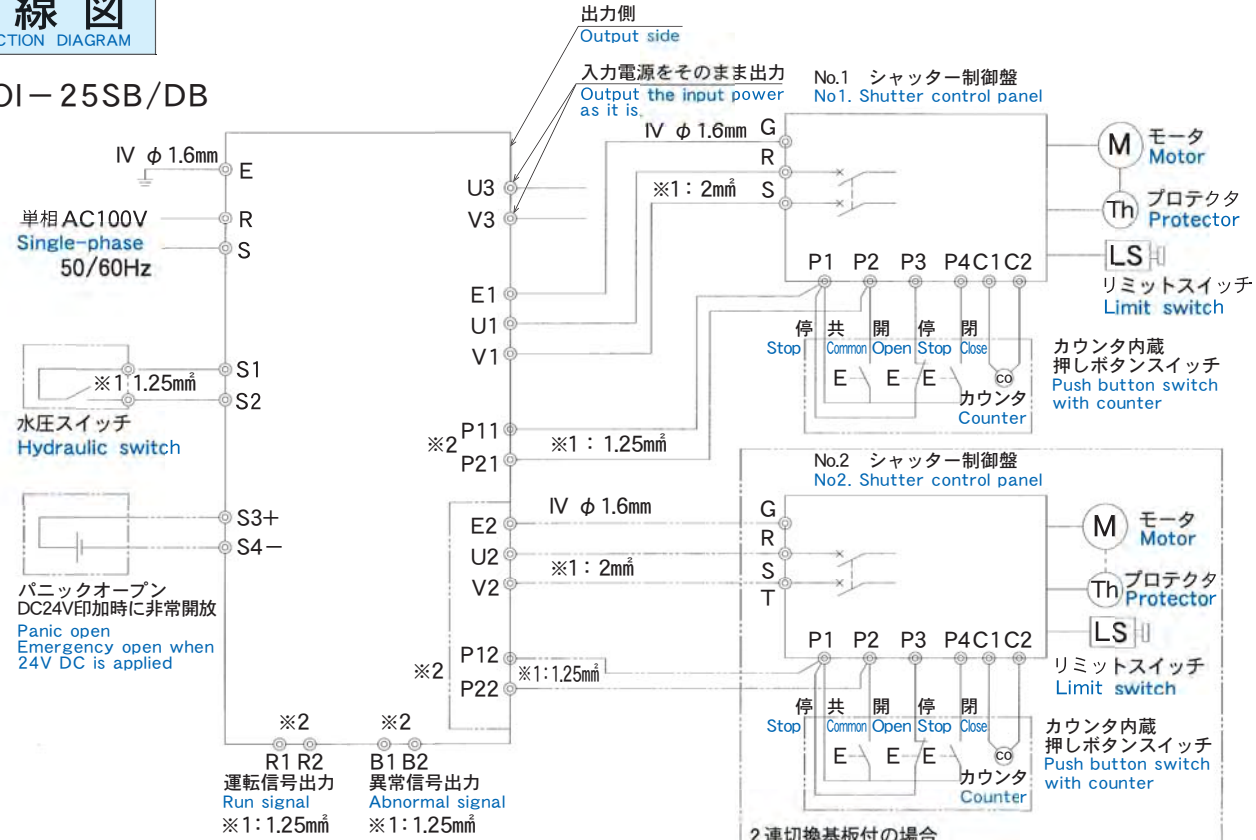 線 図
CTION DIAGRAM
OI－25SB/DB
出力側
Output side
入力電源をそのまま出力
Output the input power
as it is.
IV φ1.6mm
E
単相AC100V
Single-phase
50/60Hz
R
S
※1 1.25mm²
S1
S2
水圧スイッチ
Hydraulic switch
S3+
S4－
パニックオープン
DC24V印加時に非常開放
Panic open
Emergency open when
24V DC is applied
U3
V3
E1
U1
V1
※2
P11
P21
E2
U2
V2
※2
P12
P22
※2
R1 R2
運転信号出力
Run signal
※1：1.25mm²
※2
B1 B2
異常信号出力
Abnormal signal
※1：1.25mm²
No.1 シャッター制御盤
No1. Shutter control panel
IV φ1.6mm
G
R
※1：2mm²
S
M
モータ
Motor
Th
プロテクタ
Protector
LS
リミットスイッチ
Limit switch
P1 P2 P3 P4 C1 C2
※1：1.25mm²
停 共 開 停 閉
Stop Common Open Stop Close
E E E
CO
カウンタ
Counter
カウンタ内蔵
押しボタンスイッチ
Push button switch
with counter
No.2 シャッター制御盤
No2. Shutter control panel
IV φ1.6mm
G
R
※1：2mm²
S
T
M
モータ
Motor
Th
プロテクタ
Protector
LS
リミットスイッチ
Limit switch
P1 P2 P3 P4 C1 C2
※1：1.25mm²
停 共 開 停 閉
Stop Common Open Stop Close
E E E
CO
カウンタ
Counter
カウンタ内蔵
押しボタンスイッチ
Push button switch
with counter
2連切換基板付の場合